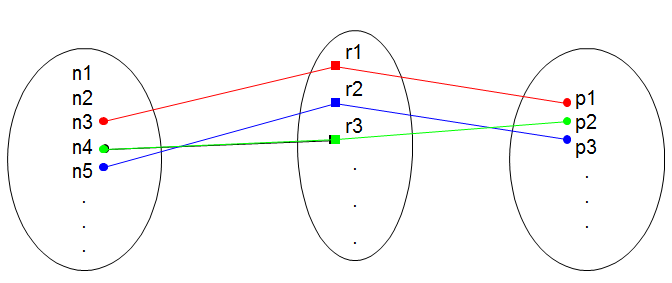 n1
n2
n3
n4
n5
.
.
.
r1
r2
r3
.
.
.
p1
p2
p3
.
.
.